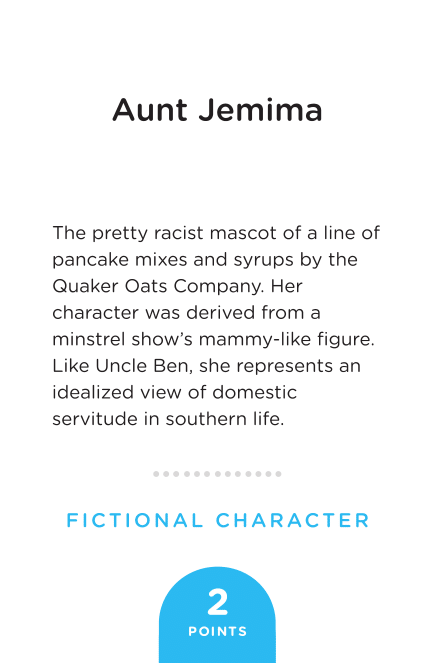 Aunt Jemima
The pretty racist mascot of a line of
pancake mixes and syrups by the
Quaker Oats Company. Her
character was derived from a
minstrel show’s mammy-like figure.
Like Uncle Ben, she represents an
idealized view of domestic
servitude in southern life.
FICTIONAL CHARACTER
2
POINTS